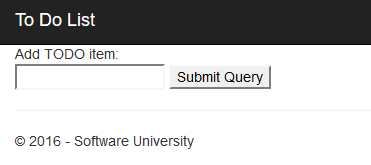 To Do List
Add TODO item:
Submit Query
© 2016 - Software University